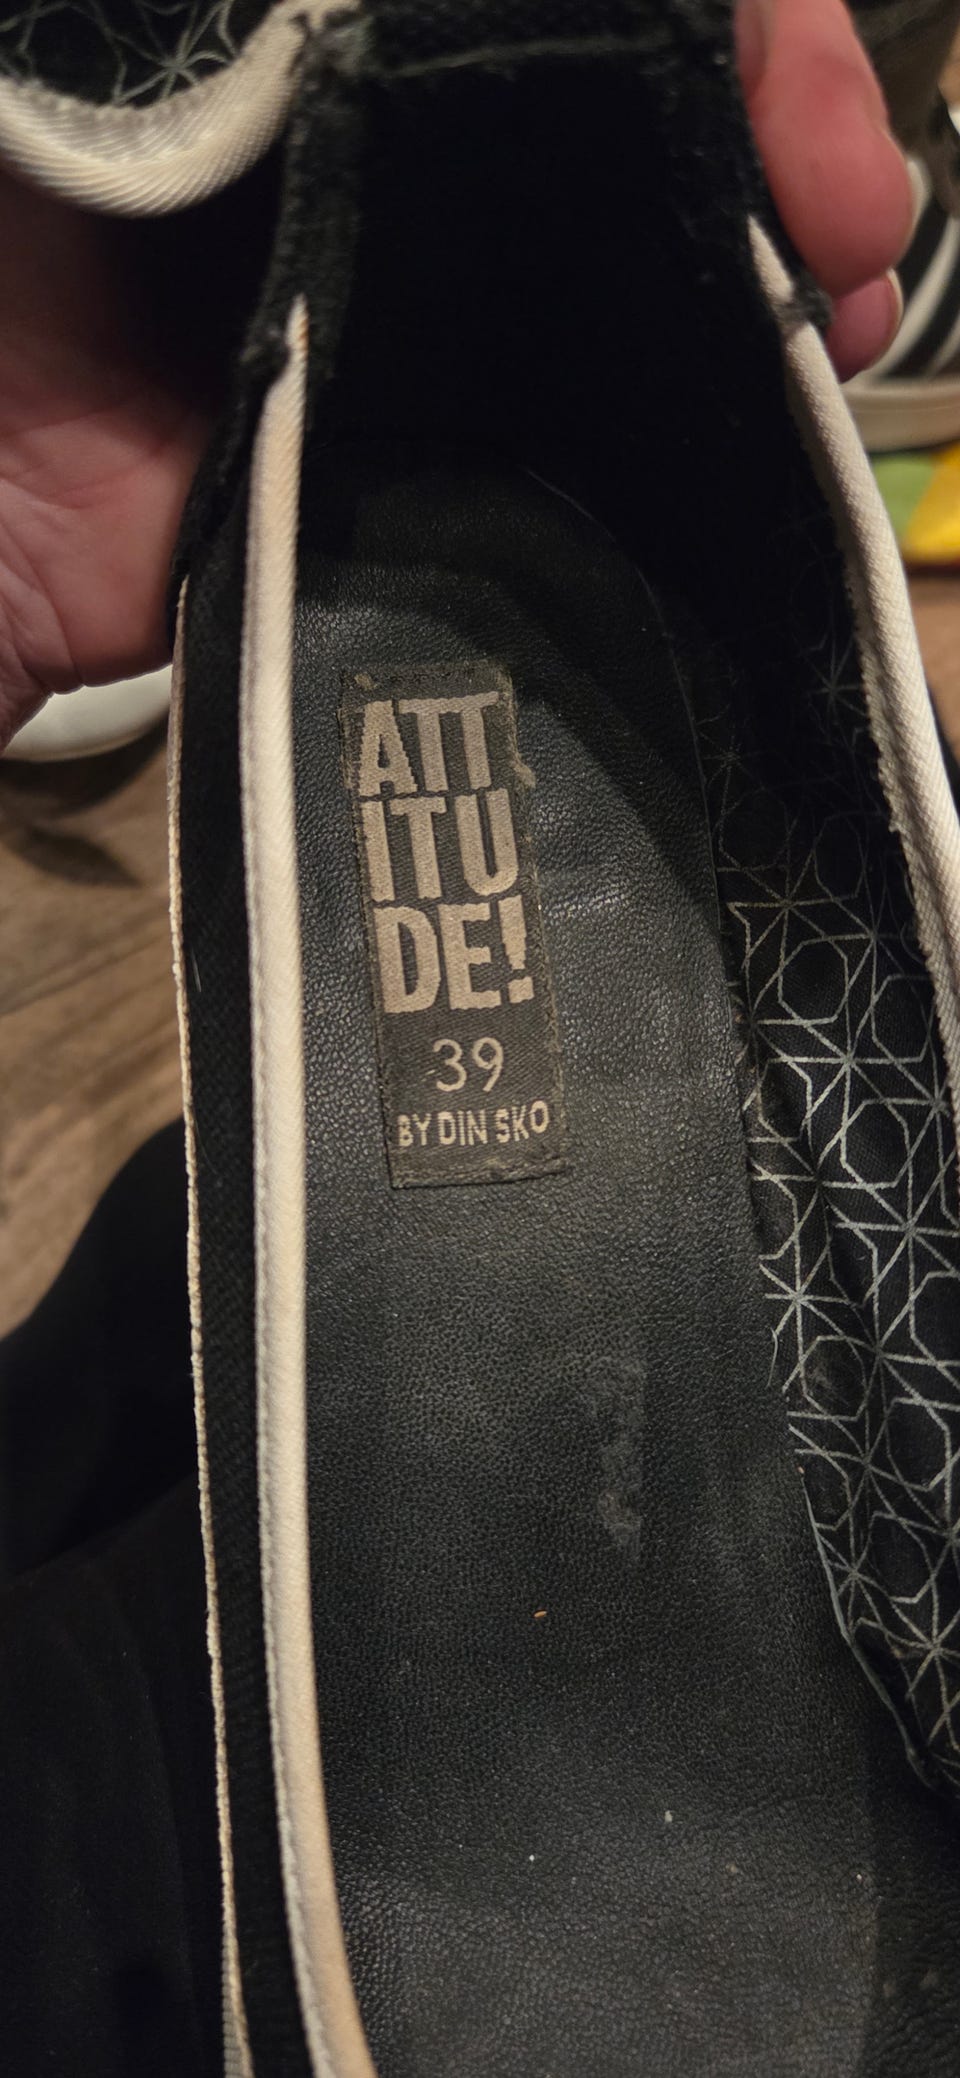 ATT
ITU
DE!
39
BY DIN SKO